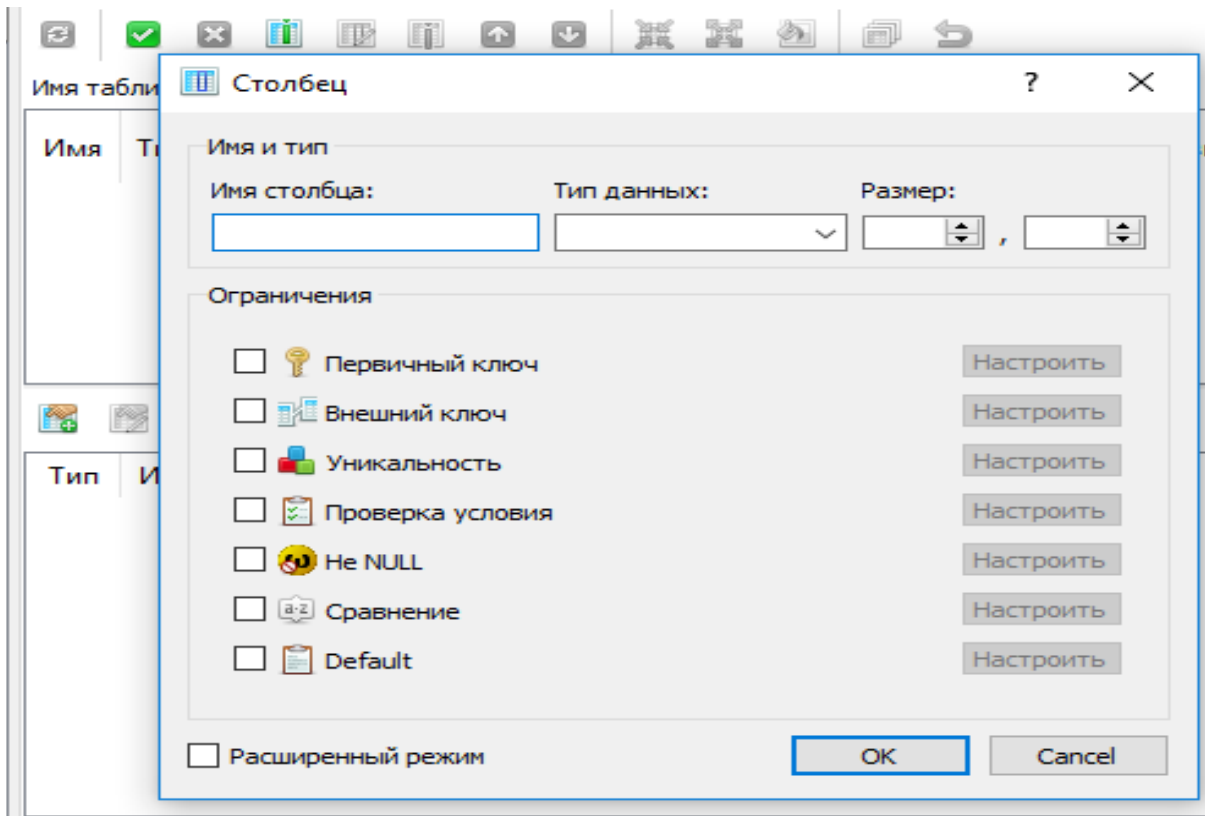 Столбец ?
Имя табли
Имя Ти
Имя и тип
Имя столбца: Тип данных: Размер:
,
Ограничения
Первичный ключ Настроить
Внешний ключ Настроить
Уникальность Настроить
Проверка условия Настроить
Не NULL Настроить
a-z Сравнение Настроить
Default Настроить
Тип И
Расширенный режим OK Cancel